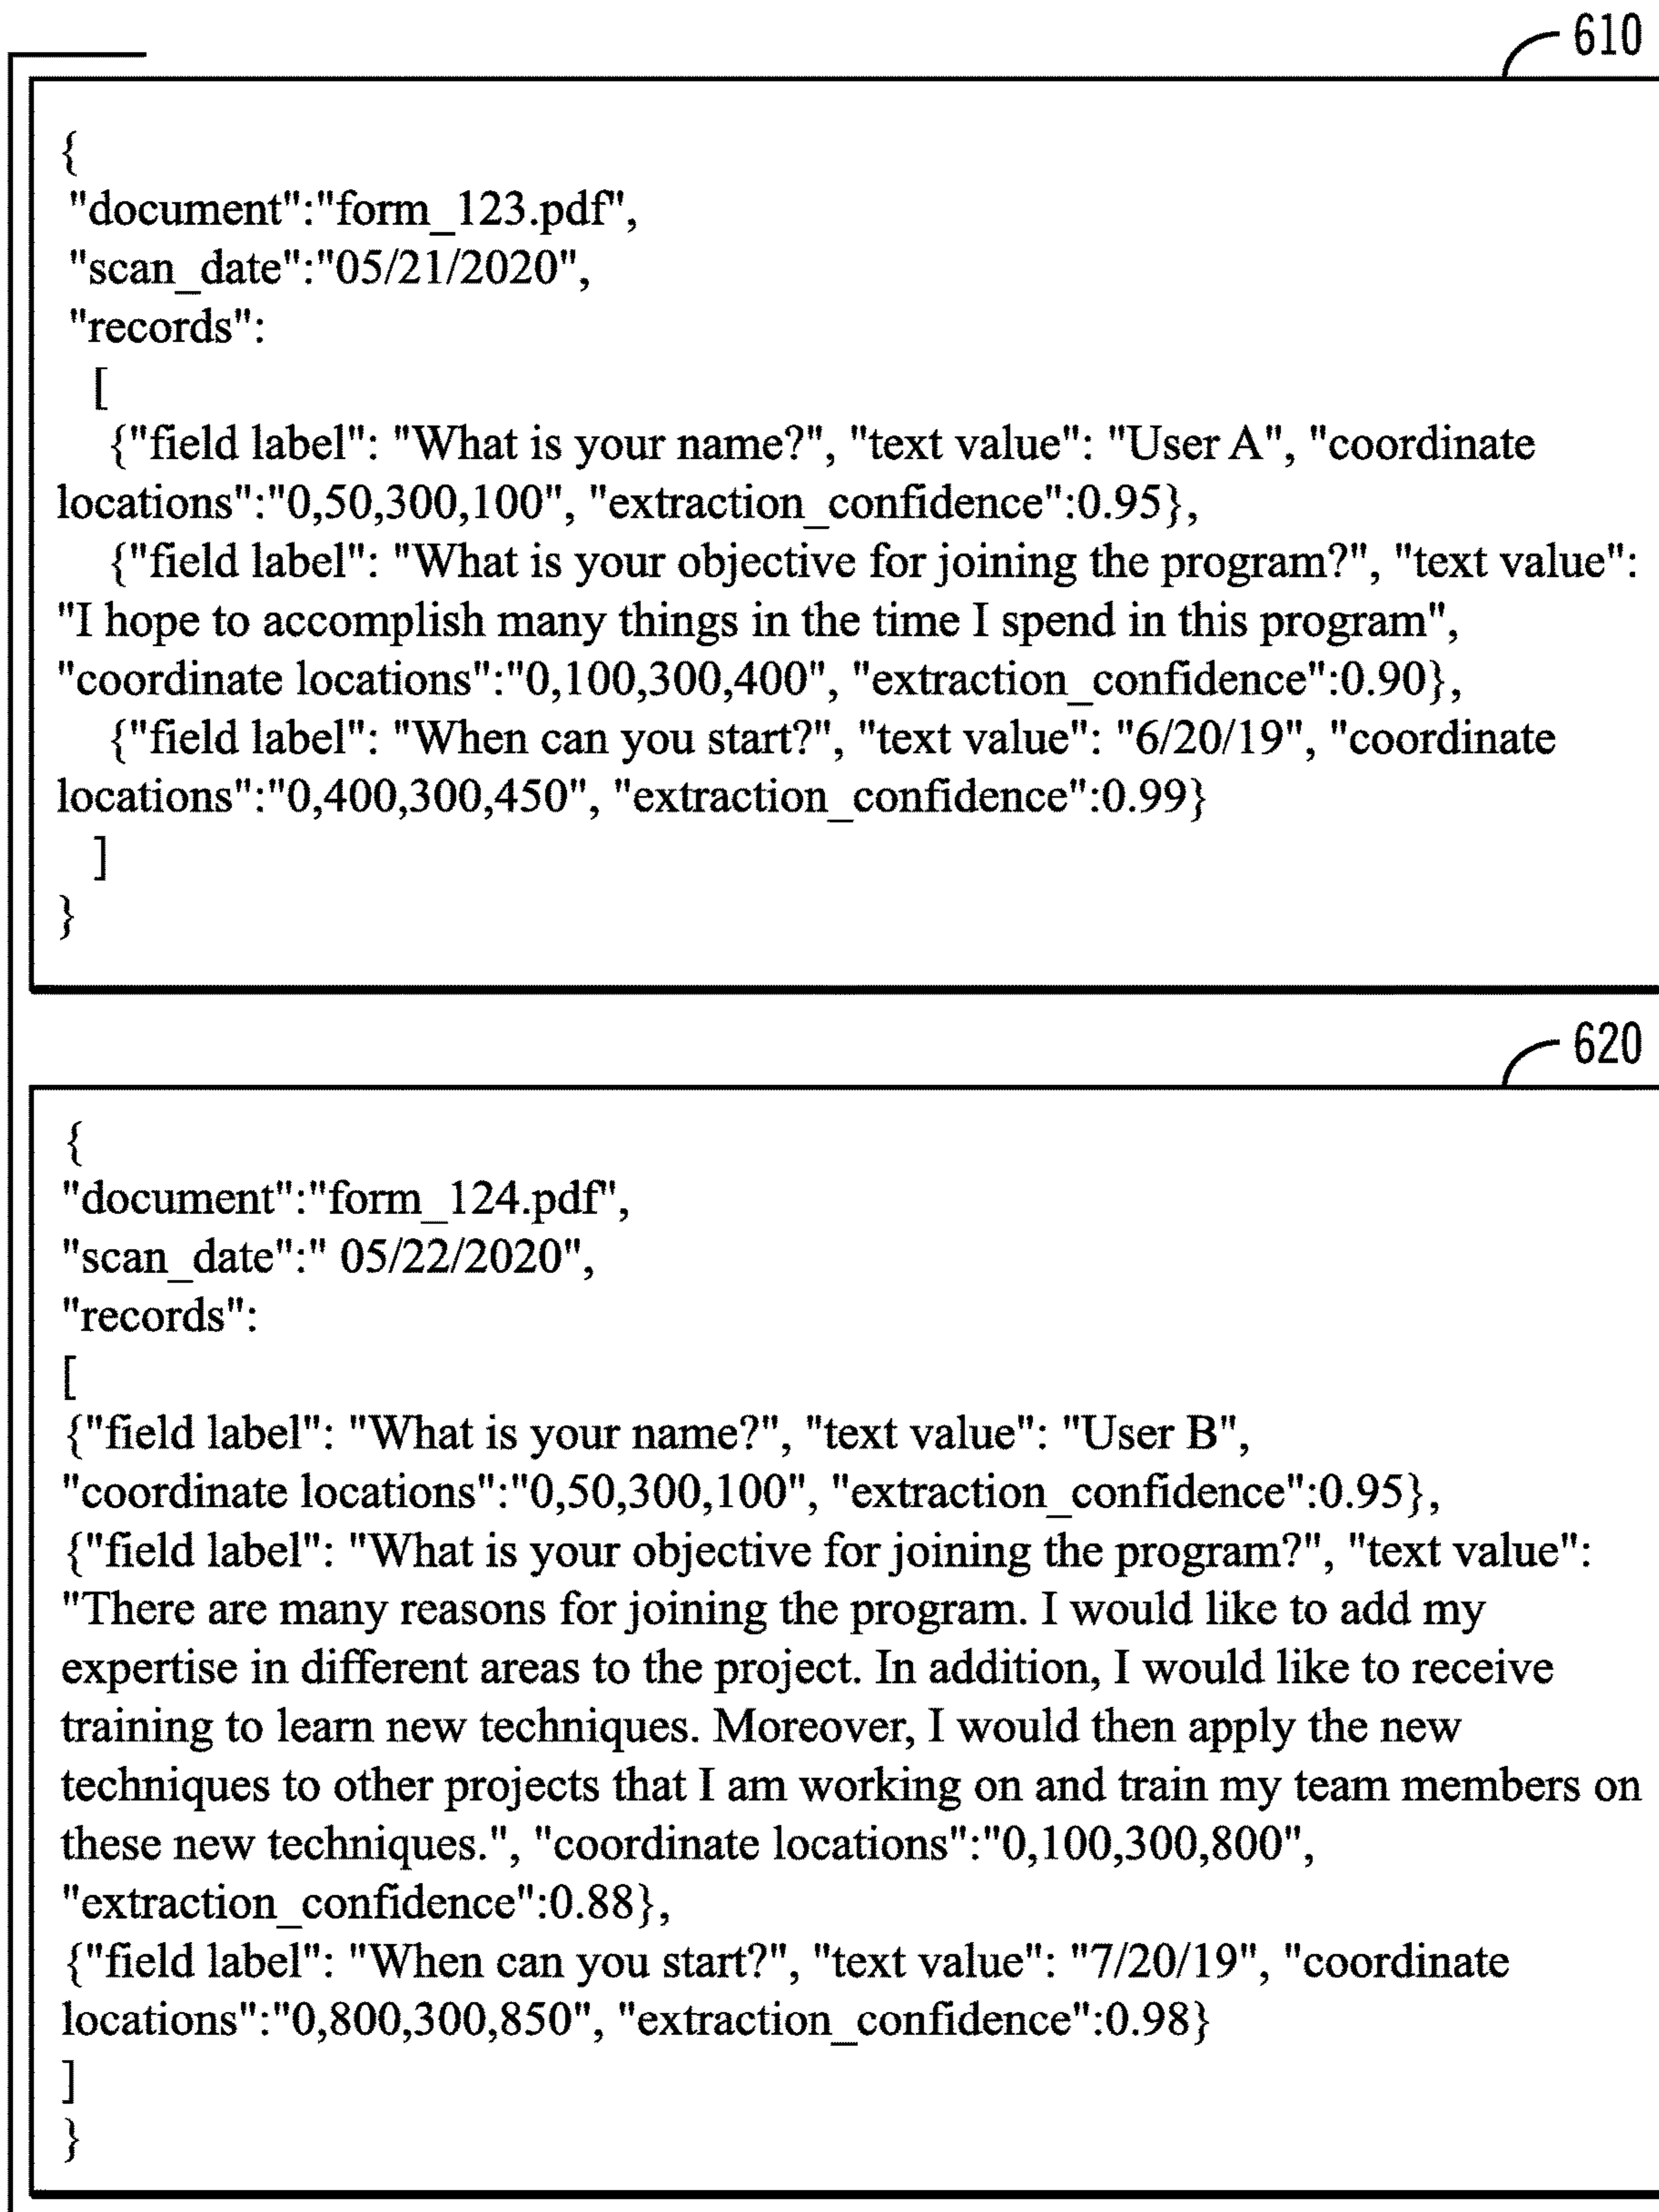 610
{
"document":"form_123.pdf",
"scan_date":"05/21/2020",
"records":
[
{"field label": "What is your name?", "text value": "User A", "coordinate
locations":"0,50,300,100", "extraction_confidence":0.95},
{"field label": "What is your objective for joining the program?", "text value":
"I hope to accomplish many things in the time I spend in this program",
"coordinate locations":"0,100,300,400", "extraction_confidence":0.90},
{"field label": "When can you start?", "text value": "6/20/19", "coordinate
locations":"0,400,300,450", "extraction_confidence":0.99}
]
}
620
{
"document":"form_124.pdf",
"scan_date":" 05/22/2020",
"records":
[
{"field label": "What is your name?", "text value": "User B",
"coordinate locations":"0,50,300,100", "extraction_confidence":0.95},
{"field label": "What is your objective for joining the program?", "text value":
"There are many reasons for joining the program. I would like to add my
expertise in different areas to the project. In addition, I would like to receive
training to learn new techniques. Moreover, I would then apply the new
techniques to other projects that I am working on and train my team members on
these new techniques.", "coordinate locations":"0,100,300,800",
"extraction_confidence":0.88},
{"field label": "When can you start?", "text value": "7/20/19", "coordinate
locations":"0,800,300,850", "extraction_confidence":0.98}
]
}